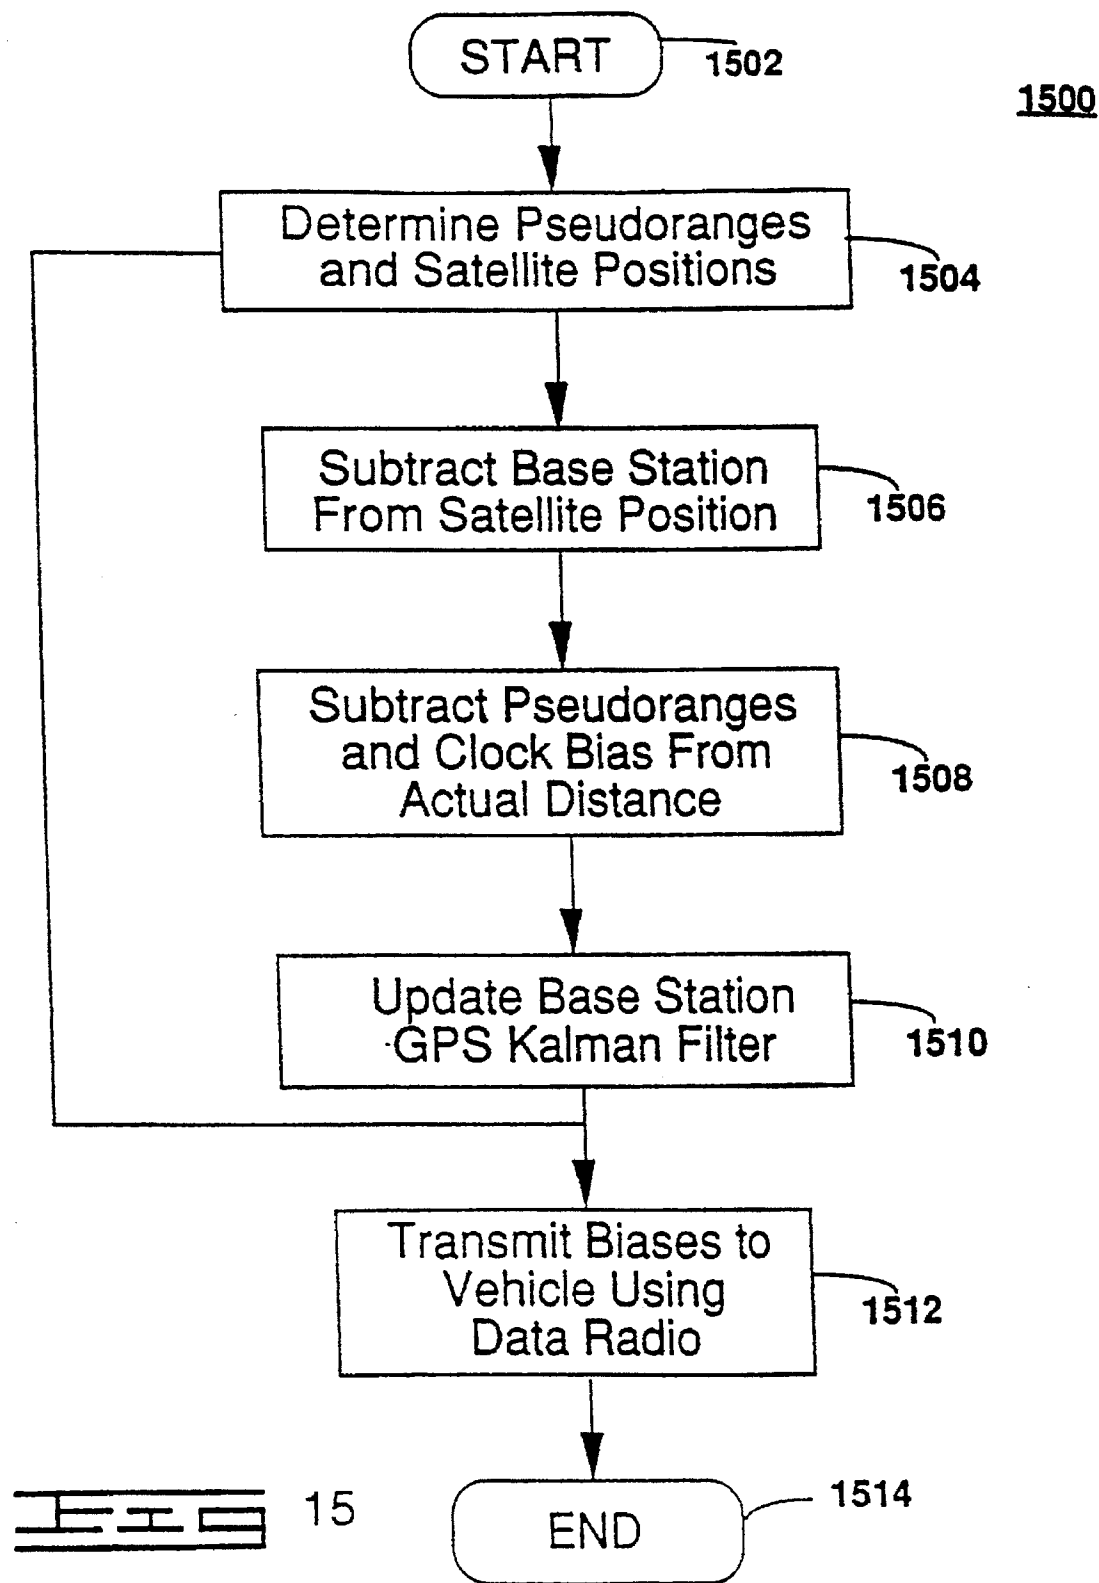 START
1502
1500
Determine Pseudoranges
and Satellite Positions
1504
Subtract Base Station
From Satellite Position
1506
Subtract Pseudoranges
and Clock Bias From
Actual Distance
1508
Update Base Station
GPS Kalman Filter
1510
Transmit Biases to
Vehicle Using
Data Radio
1512
FIG 15
END
1514